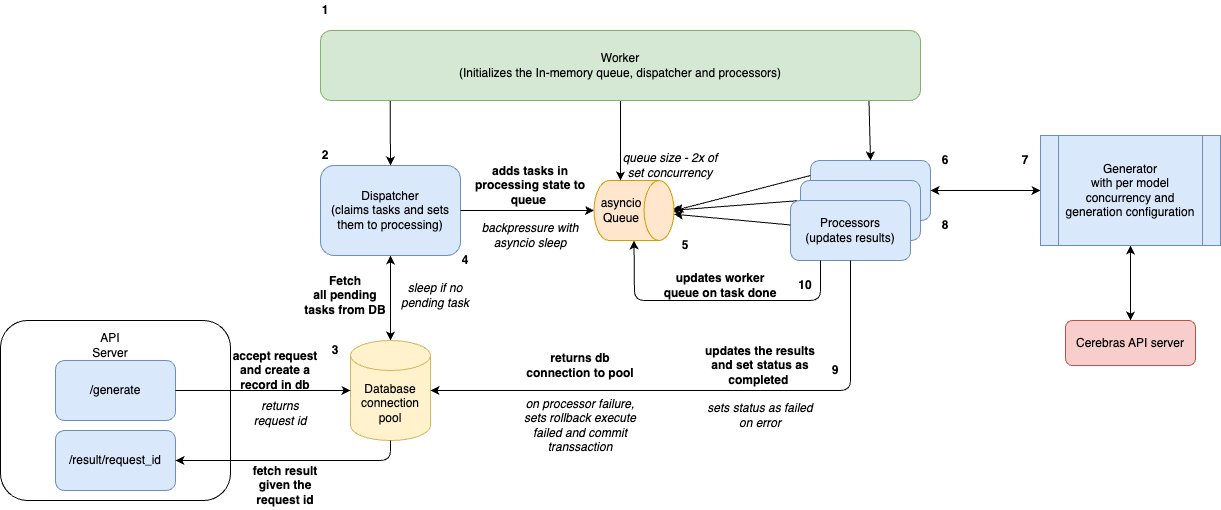 1
Worker
(Initializes the In-memory queue, dispatcher and processors)
2
Dispatcher
(claims tasks and sets
them to processing)
4
adds tasks in
processing state to
queue
backpressure with
asyncio sleep
queue size - 2x of
set concurrency
asyncio
Queue
5
6
Processors
(updates results)
8
7
Generator
with per model
concurrency and
generation configuration
Cerebras API server
updates worker
queue on task done
10
Fetch
all pending
tasks from DB
sleep if no
pending task
API
Server
/generate
/result/request_id
accept request
and create a
record in db
returns
request id
3
Database
connection
pool
fetch result
given the
request id
returns db
connection to pool
on processor failure,
sets rollback execute
failed and commit
transsaction
updates the results
and set status as
completed
9
sets status as failed
on error